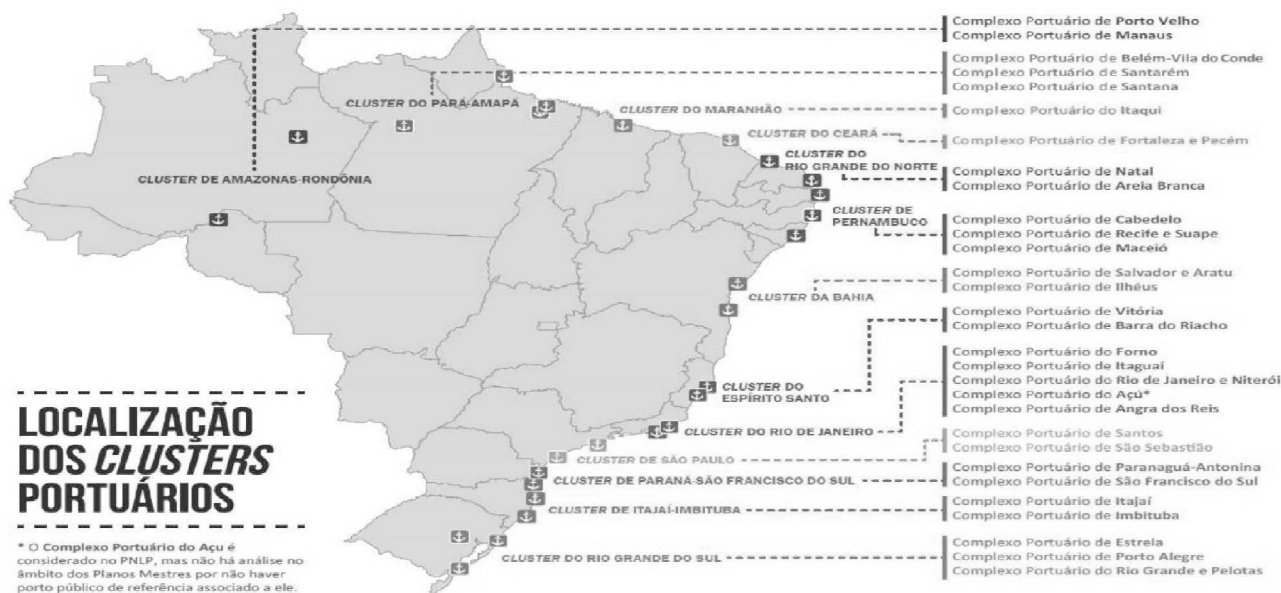 Complexo Portuário de Porto Velho
Complexo Portuário de Manaus
Complexo Portuário de Belém-Vila do Conde
Complexo Portuário de Santarém
Complexo Portuário de Santana
CLUSTER DO PARÁ-AMAPÁ
CLUSTER DO MARANHÃO
Complexo Portuário do Itaqui
CLUSTER DO CEARÁ
Complexo Portuário de Fortaleza e Pecém
CLUSTER DO
RIO GRANDE DO NORTE
CLUSTER DE AMAZONAS-RONDÔNIA
Complexo Portuário de Natal
Complexo Portuário de Areia Branca
CLUSTER DE
PERNAMBUCO
Complexo Portuário de Cabedelo
Complexo Portuário de Recife e Suape
Complexo Portuário de Maceió
CLUSTER DA BAHIA
Complexo Portuário de Salvador e Aratu
Complexo Portuário de Ilhéus
Complexo Portuário de Vitória
Complexo Portuário de Barra do Riacho
CLUSTER DO
ESPÍRITO SANTO
Complexo Portuário do Forno
Complexo Portuário de Itaguaí
Complexo Portuário do Rio de Janeiro e Niterói
Complexo Portuário do Açú*
Complexo Portuário de Angra dos Reis
CLUSTER DO RIO DE JANEIRO
CLUSTER DE SÃO PAULO
Complexo Portuário de Santos
Complexo Portuário de São Sebastião
CLUSTER DE PARANÁ-SÃO FRANCISCO DO SUL
Complexo Portuário de Paranaguá-Antonina
Complexo Portuário de São Francisco do Sul
CLUSTER DE ITAJAÍ-IMBITUBA
Complexo Portuário de Itajaí
Complexo Portuário de Imbituba
CLUSTER DO RIO GRANDE DO SUL
Complexo Portuário de Estrela
Complexo Portuário de Porto Alegre
Complexo Portuário do Rio Grande e Pelotas
LOCALIZAÇÃO
DOS CLUSTERS
PORTUÁRIOS
* O Complexo Portuário do Açu é
considerado no PNLP, mas não há análise no
âmbito dos Planos Mestres por não haver
porto público de referência associado a ele.